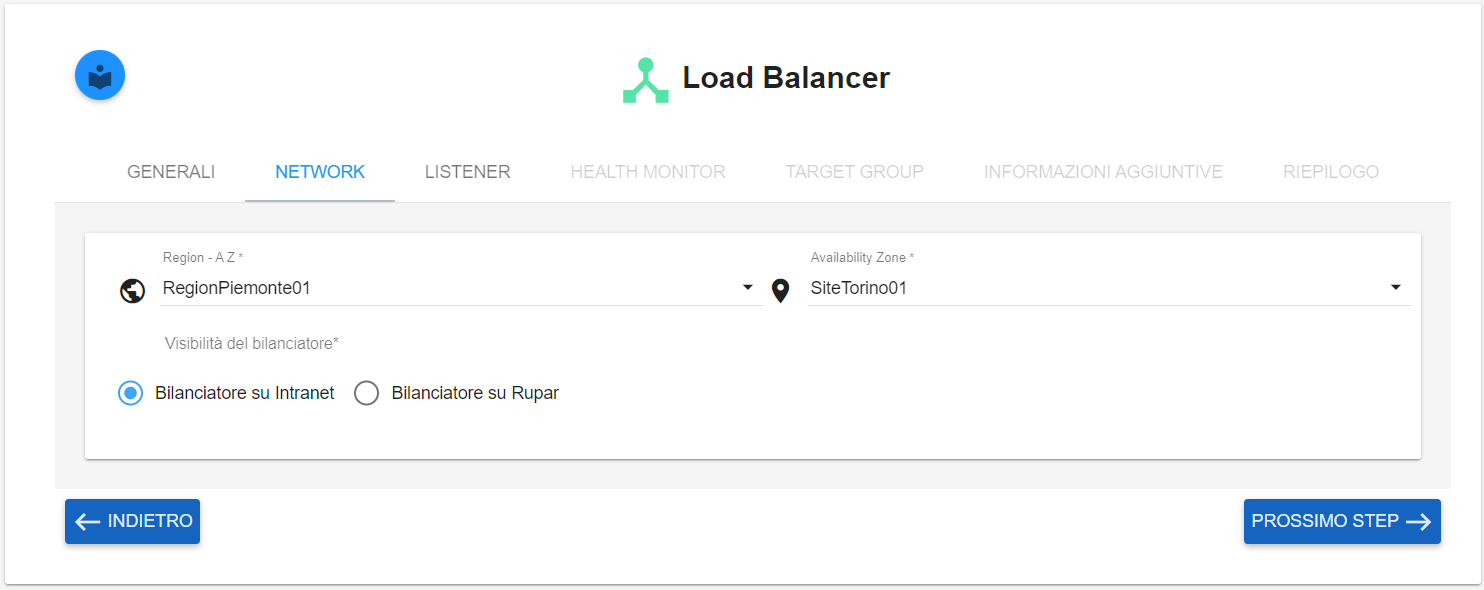 Load Balancer
GENERALI NETWORK LISTENER HEALTH MONITOR TARGET GROUP INFORMAZIONI AGGIUNTIVE RIEPILOGO
Region - A Z * Availability Zone *
RegionPiemonte01 SiteTorino01
Visibilità del bilanciatore*
Bilanciatore su Intranet Bilanciatore su Rupar
INDIETRO PROSSIMO STEP